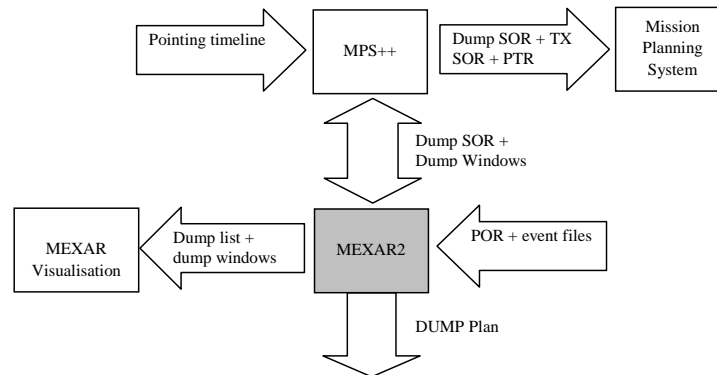 Pointing timeline
MPS++
Dump SOR + TX
SOR + PTR
Mission
Planning
System
Dump SOR +
Dump Windows
MEXAR
Visualisation
Dump list +
dump windows
MEXAR2
POR + event files
DUMP Plan